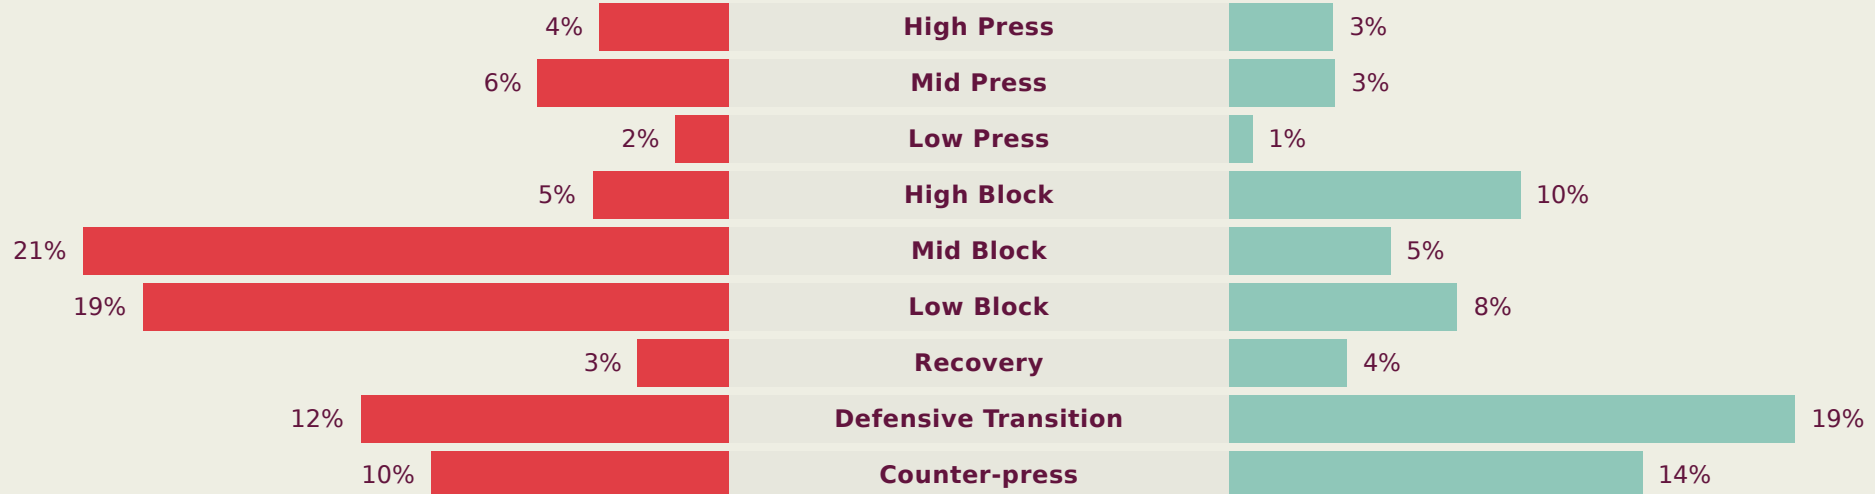 4% High Press 3%
6% Mid Press 3%
2% Low Press 1%
5% High Block 10%
21% Mid Block 5%
19% Low Block 8%
3% Recovery 4%
12% Defensive Transition 19%
10% Counter-press 14%